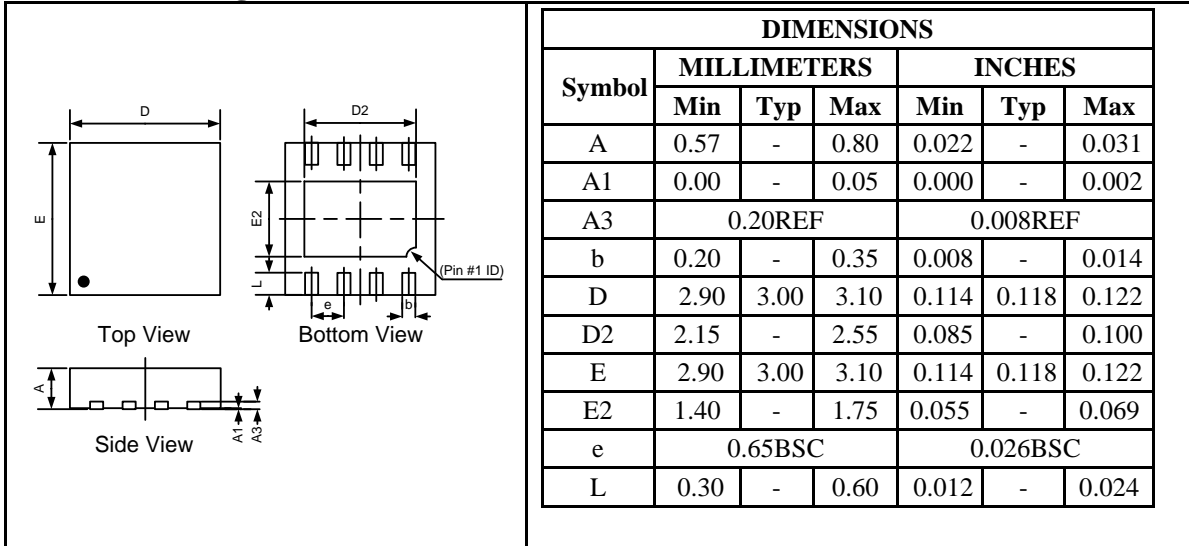 D
E
Top View
D2
E2
L
e
b
(Pin #1 ID)
Bottom View
A
A1
A3
Side View
DIMENSIONS
Symbol MILLIMETERS INCHES
Min Typ Max Min Typ Max
A 0.57 - 0.80 0.022 - 0.031
A1 0.00 - 0.05 0.000 - 0.002
A3 0.20REF 0.008REF
b 0.20 - 0.35 0.008 - 0.014
D 2.90 3.00 3.10 0.114 0.118 0.122
D2 2.15 - 2.55 0.085 - 0.100
E 2.90 3.00 3.10 0.114 0.118 0.122
E2 1.40 - 1.75 0.055 - 0.069
e 0.65BSC 0.026BSC
L 0.30 - 0.60 0.012 - 0.024